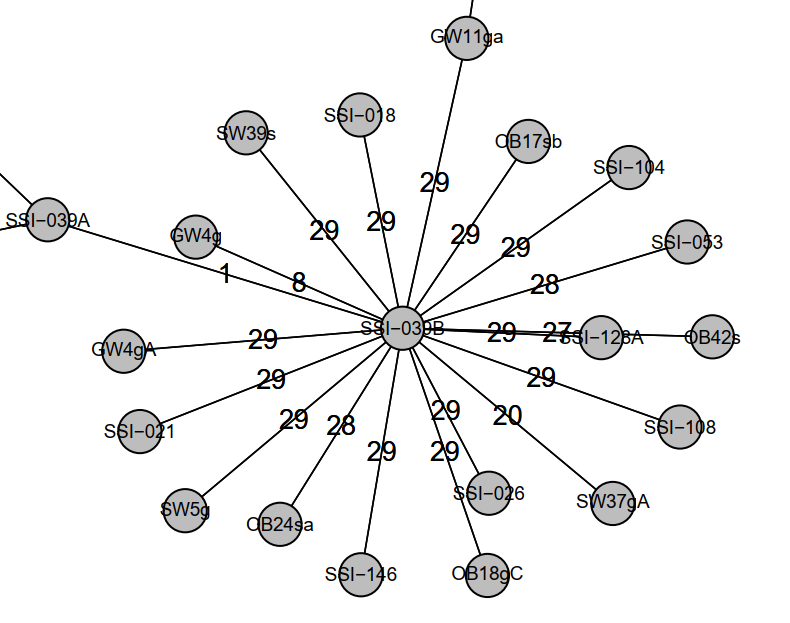 GW11ga
SSI−018
SW39s
OB17sb
SSI−104
29
SSI−039A
29
29
29
GW4g
29
SSI−053
1
8
28
SSI−039B
29
29
27
SSI−128A
OB42s
GW4gA
29
29
29
20
29
28
SSI−108
SSI−021
29
29
SSI−026
SW37gA
SW5g
OB24sa
SSI−146
OB18gC